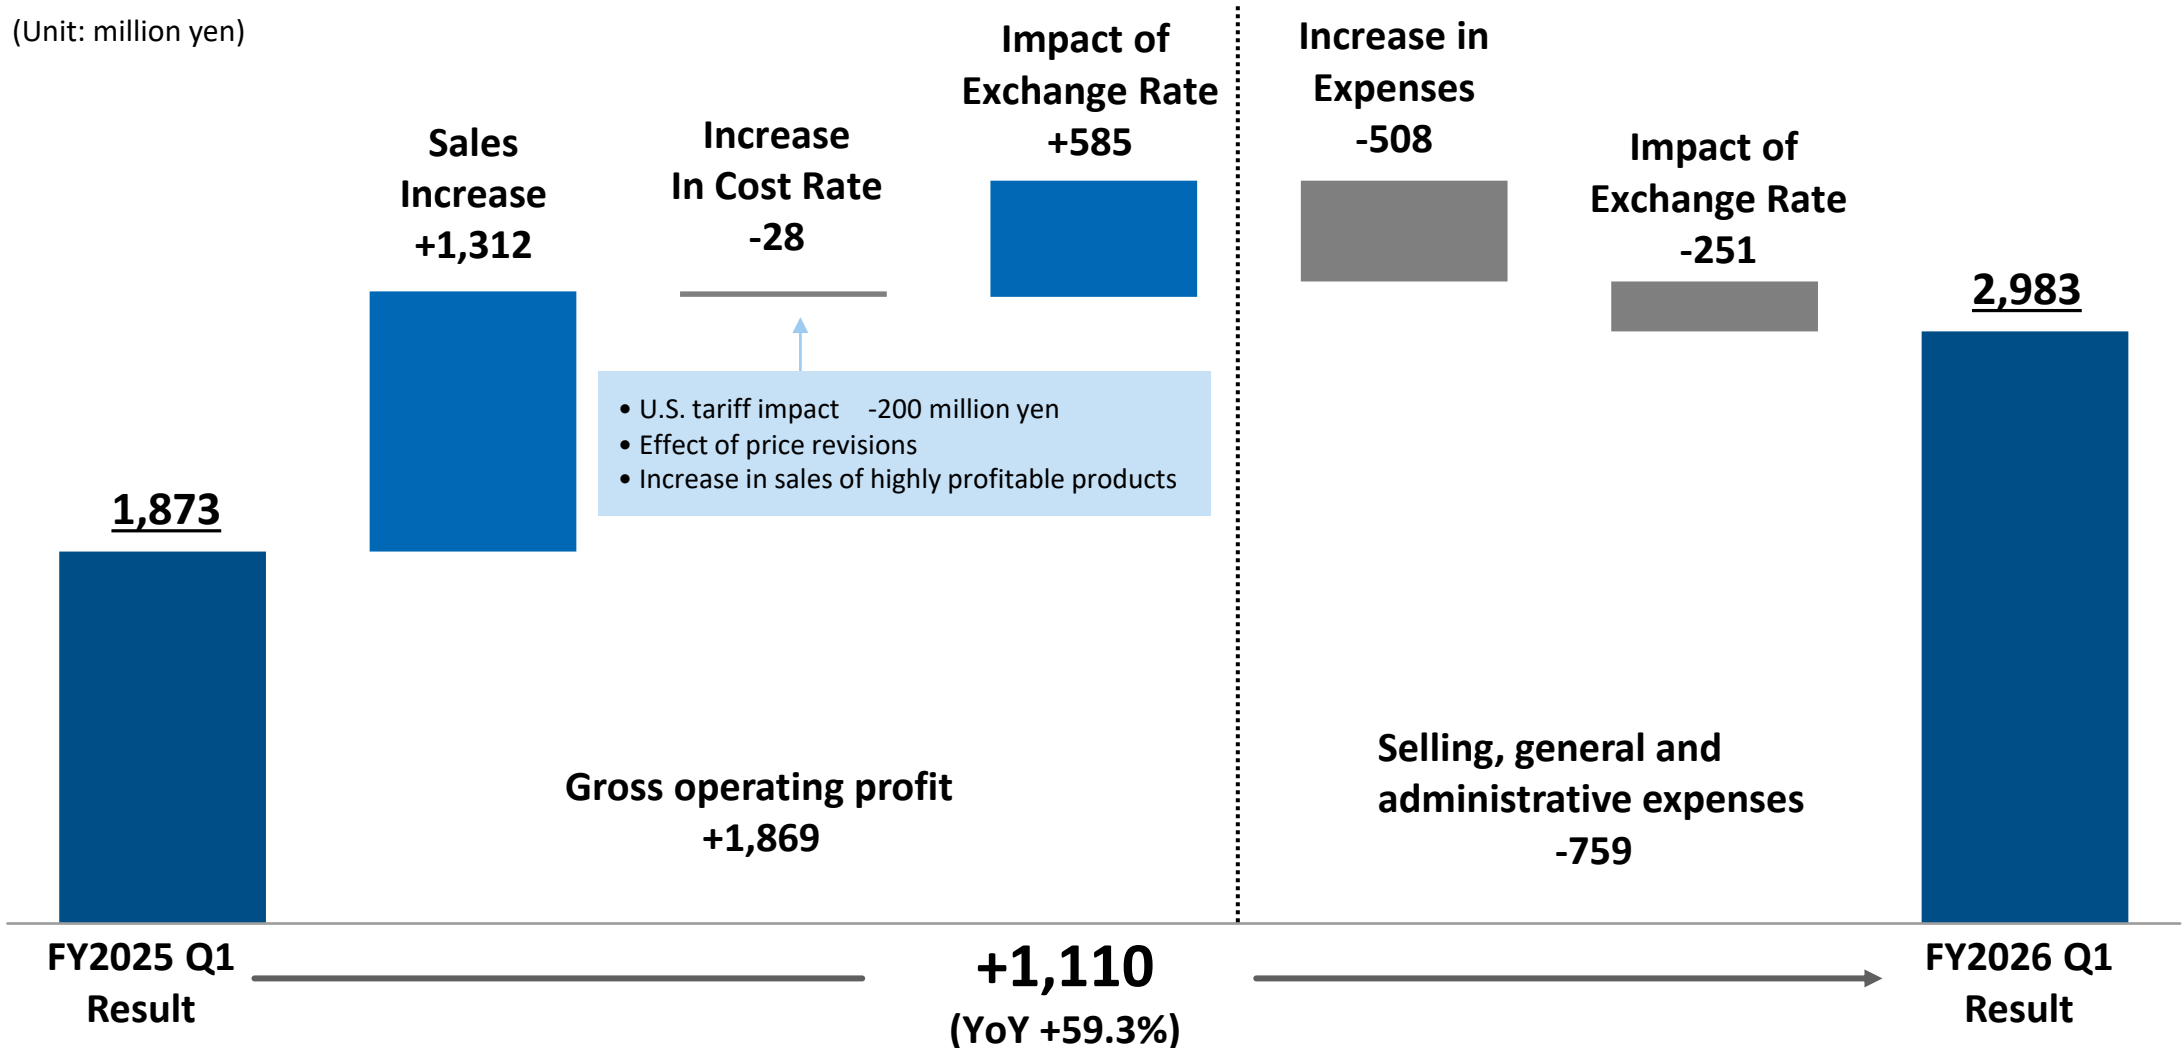 (Unit: million yen)
1,873
Sales
Increase
+1,312
Increase
In Cost Rate
-28
Impact of
Exchange Rate
+585
• U.S. tariff impact -200 million yen
• Effect of price revisions
• Increase in sales of highly profitable products
Gross operating profit
+1,869
Increase in
Expenses
-508
Impact of
Exchange Rate
-251
2,983
Selling, general and
administrative expenses
-759
FY2025 Q1
Result
+1,110
(YoY +59.3%)
FY2026 Q1
Result